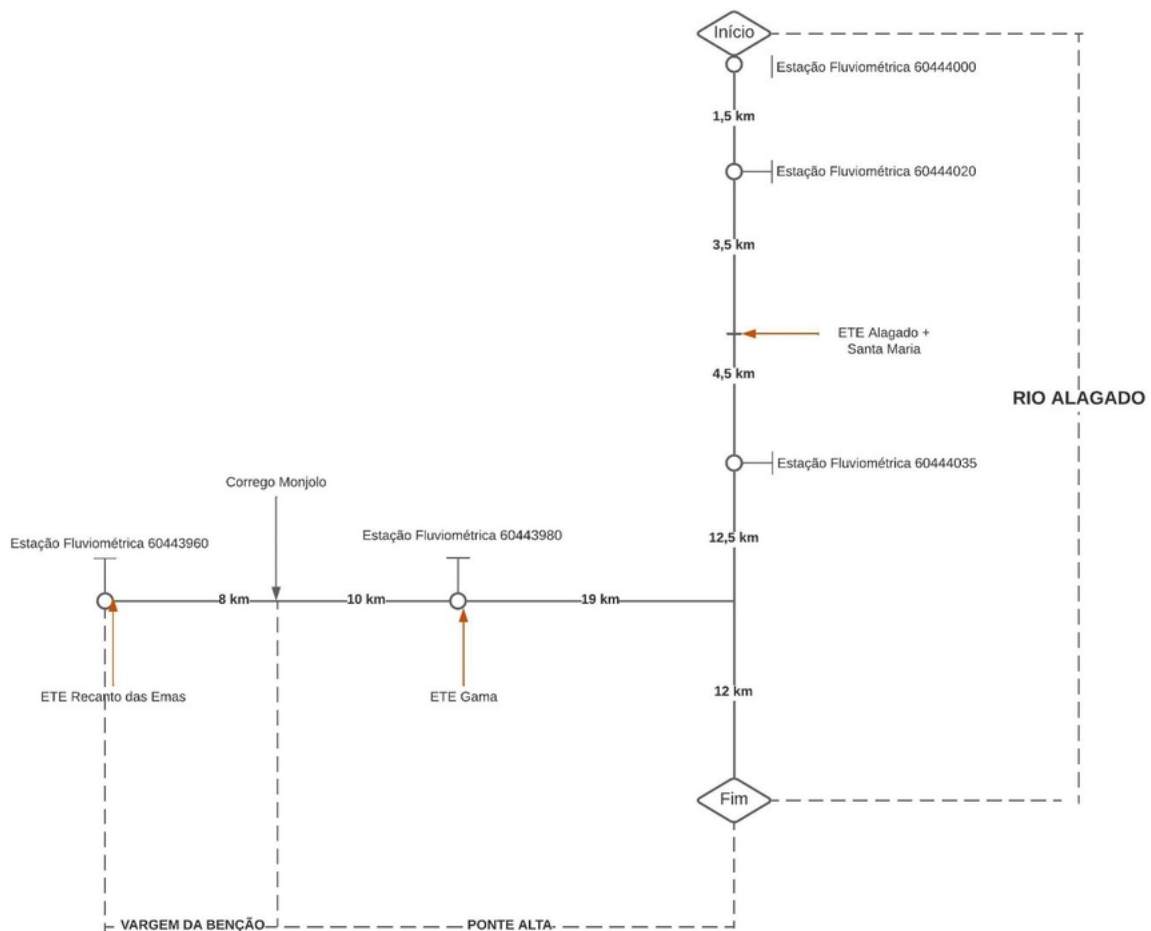 Início
Estação Fluviométrica 60444000
1,5 km
Estação Fluviométrica 60444020
3,5 km
ETE Alagado +
Santa Maria
4,5 km
RIO ALAGADO
Estação Fluviométrica 60444035
Corrego Monjolo
Estação Fluviométrica 60443960
Estação Fluviométrica 60443980
12,5 km
8 km
10 km
19 km
ETE Recanto das Emas
ETE Gama
12 km
Fim
VARGEM DA BENÇÃO
PONTE ALTA